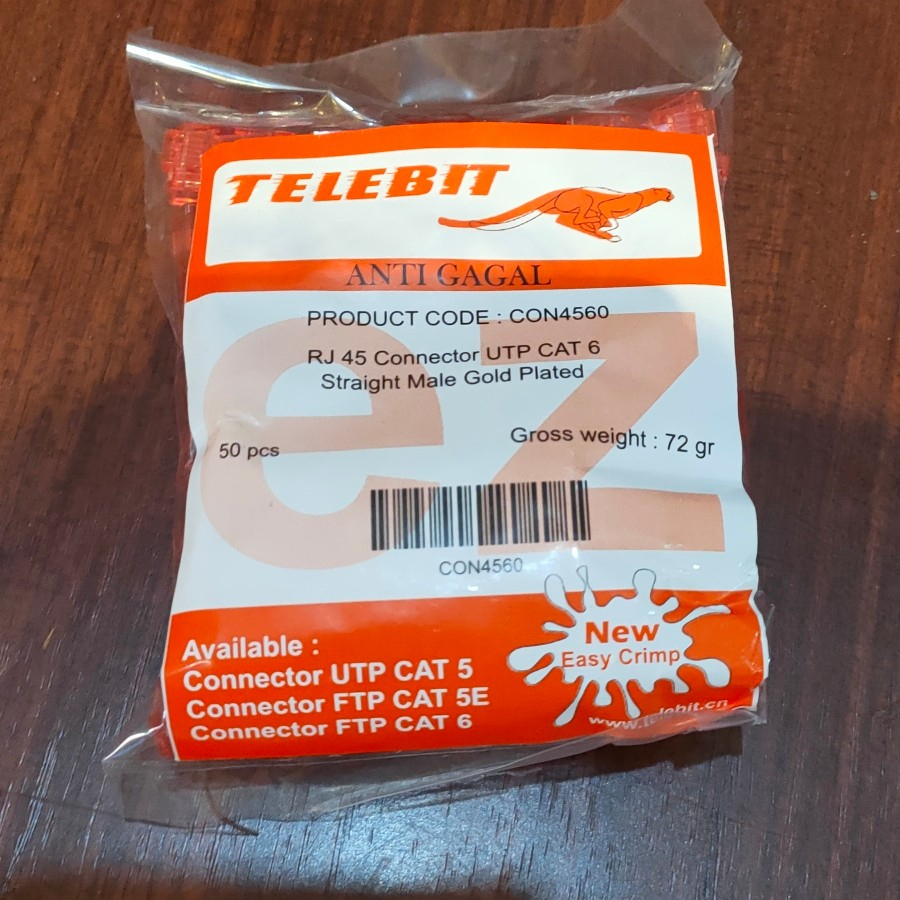 TELEBIT
ANTI GAGAL
PRODUCT CODE : CON4560
RJ 45 Connector UTP CAT 6
Straight Male Gold Plated
50 pcs
Gross weight : 72 gr
ez
CON4560
New
Easy Crimp
Available :
Connector UTP CAT 5
Connector FTP CAT 5E
Connector FTP CAT 6
www.telebit.cn